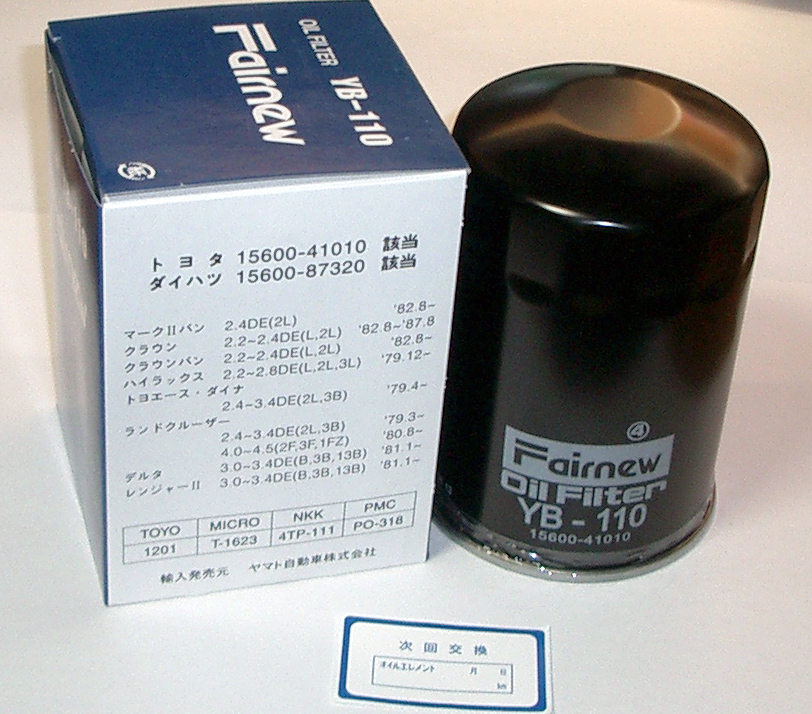 OIL FILTER YB-110
Fairnew
トヨタ 15600-41010 該当
ダイハツ 15600-87320 該当
マークIIバン 2.4DE(2L) '82.8~
クラウン 2.2~2.4DE(L,2L) '82.8~'87.8
クラウンバン 2.2~2.4DE(L,2L) '82.8~
ハイラックス 2.2~2.8DE(L,2L,3L) '79.12~
トヨエース・ダイナ
2.4~3.4DE(2L,3B) '79.4~
ランドクルーザー
2.4~3.4DE(2L,3B) '79.3~
4.0~4.5(2F,3F,1FZ) '80.8~
デルタ 3.0~3.4DE(B,3B,13B) '81.1~
レンジャーII 3.0~3.4DE(B,3B,13B) '81.1~
TOYO MICRO NKK PMC
1201 T-1623 4TP-111 PO-318
輸入発売元 ヤマト自動車株式会社
④
Fairnew
Oil Filter
YB-110
15600-41010
次回交換
オイルエレメント 月 日
km